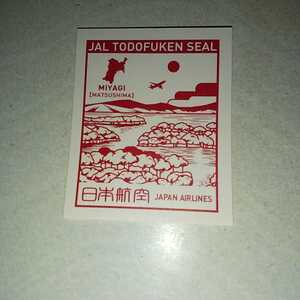 JAL TODOFUKEN SEAL
MIYAGI
[MATSUSHIMA]
日本航空 JAPAN AIRLINES